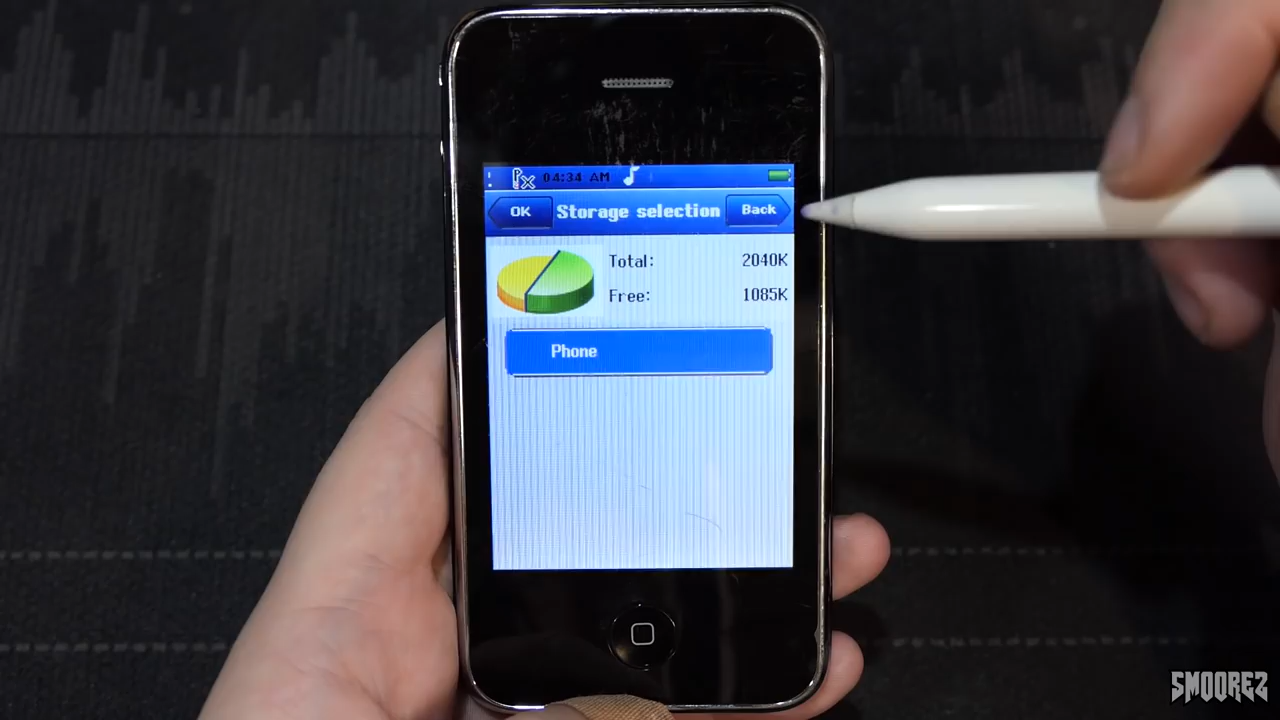 04:34 AM
OK Storage selection Back
Total: 2040K
Free: 1085K
Phone
SMOOREZ